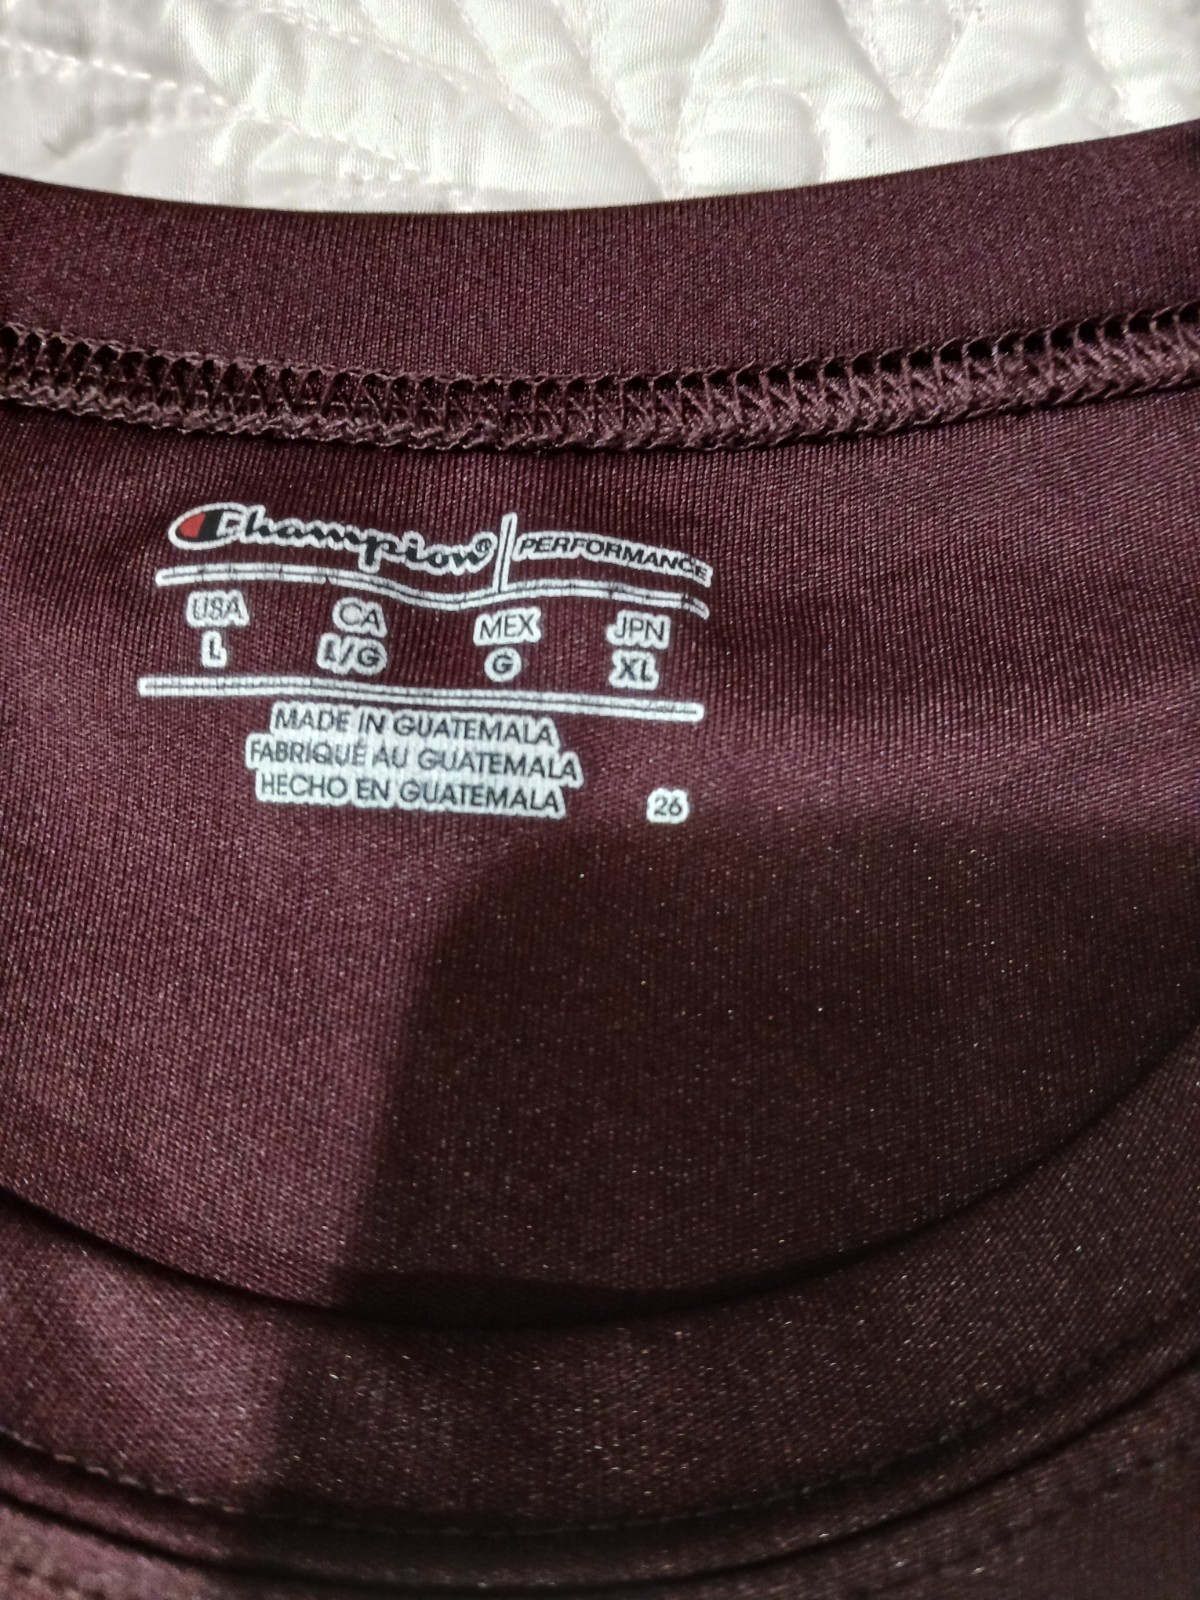 Champion® PERFORMANCE
USA CA MEX JPN
L L/G G XL
MADE IN GUATEMALA
FABRIQUÉ AU GUATEMALA
HECHO EN GUATEMALA
26